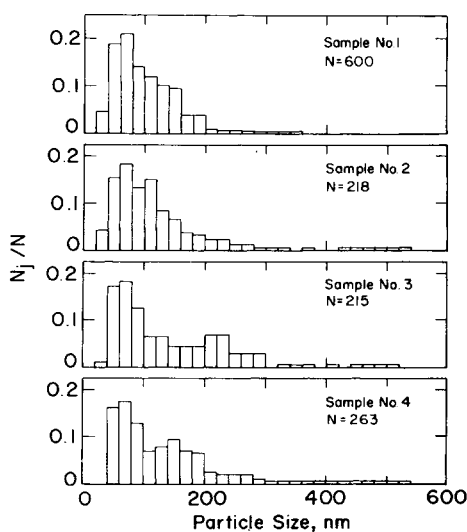 0.2
0.1
0
Sample No. 1
N=600
0.2
0.1
0
Sample No. 2
N=218
0.2
0.1
0
Sample No. 3
N=215
0.2
0.1
0
Sample No. 4
N=263
Nj/N
0 200 400 600
Particle Size, nm